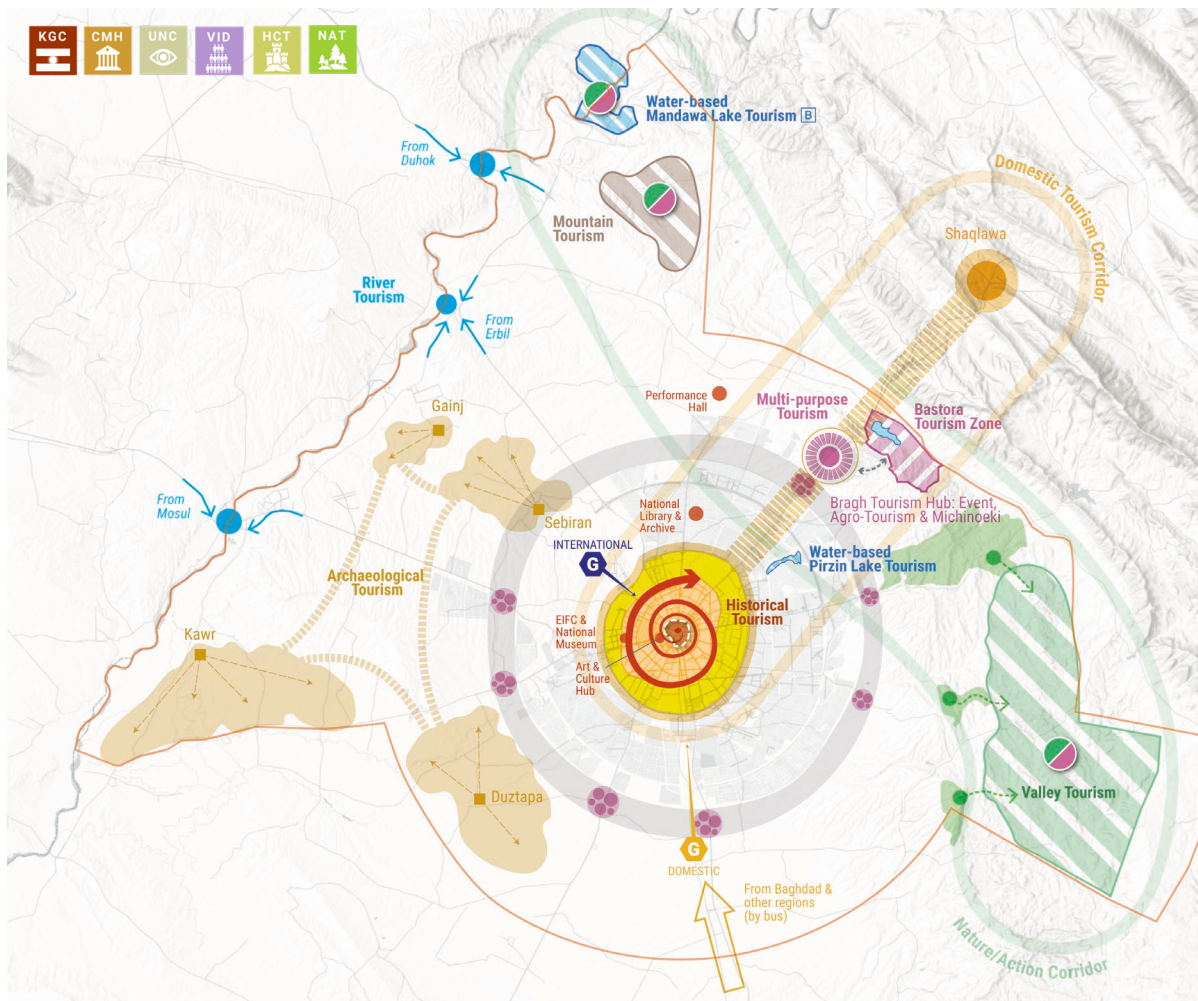 KGC
CMH
UNC
VID
HCT
NAT
Water-based
Mandawa Lake Tourism B
From
Duhok
Mountain
Tourism
Domestic Tourism Corridor
Shaqlawa
River
Tourism
From
Erbil
Performance
Hall
Multi-purpose
Tourism
Bastora
Tourism Zone
Gainj
From
Mosul
Sebiran
National
Library &
Archive
Bragh Tourism Hub: Event,
Agro-Tourism & Michinoeki
INTERNATIONAL
G
Water-based
Pirzin Lake Tourism
Archaeological
Tourism
Historical
Tourism
EIFC &
National
Museum
Kawr
Art &
Culture
Hub
Duztapa
Valley Tourism
G
DOMESTIC
From Baghdad &
other regions
(by bus)
Nature/Action Corridor